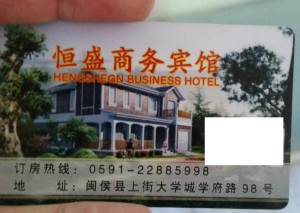 恒盛商务宾馆
HENGSHEGN BUSINESS HOTEL
订房热线: 0591-22885998
地 址: 闽侯县上街大学城学府路98号